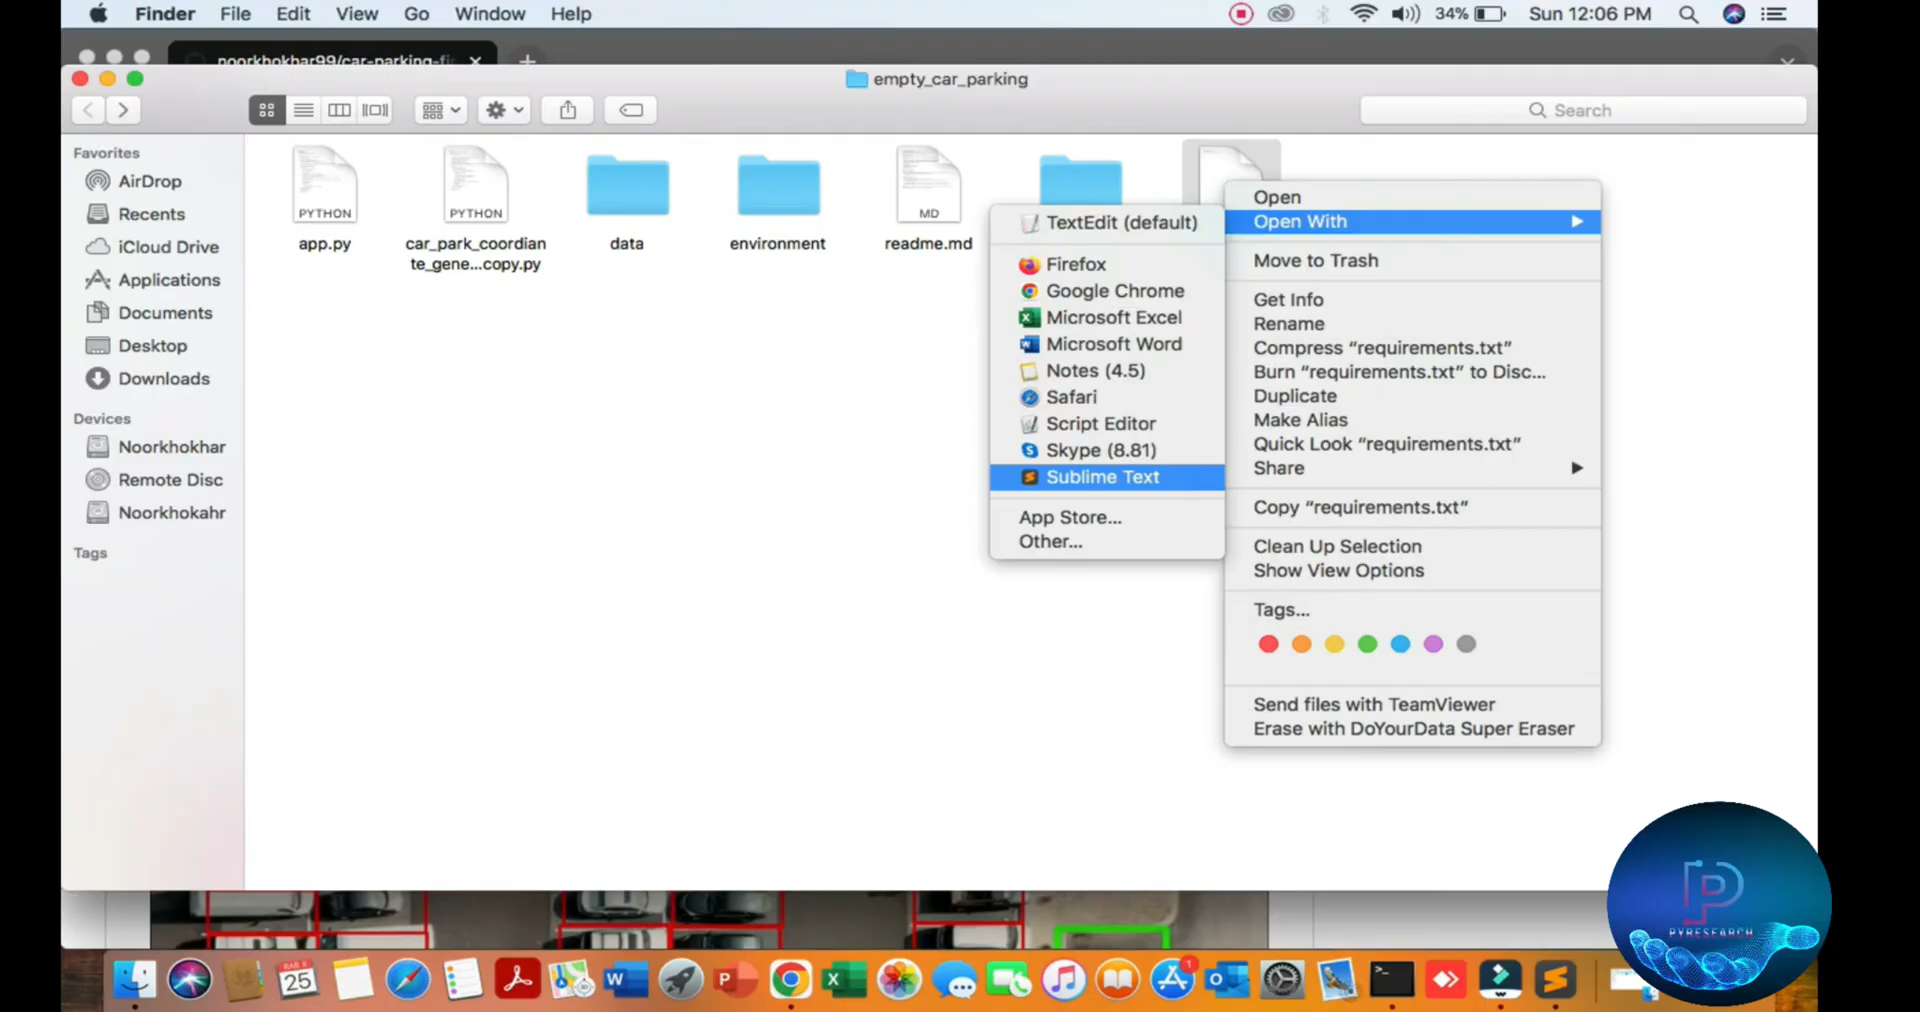 Finder File Edit View Go Window Help 34% Sun 12:06 PM
noorkhokhar99/car-parking-fi
empty_car_parking
Search
Favorites
AirDrop
Recents
iCloud Drive
Applications
Documents
Desktop
Downloads
Devices
Noorkhokhar
Remote Disc
Noorkhokahr
Tags
PYTHON
app.py
PYTHON
car_park_coordian
te_gene...copy.py
data
environment
MD
readme.md
TextEdit (default)
Firefox
Google Chrome
Microsoft Excel
Microsoft Word
Notes (4.5)
Safari
Script Editor
Skype (8.81)
Sublime Text
App Store...
Other...
Open
Open With
Move to Trash
Get Info
Rename
Compress “requirements.txt”
Burn “requirements.txt” to Disc...
Duplicate
Make Alias
Quick Look “requirements.txt”
Share
Copy “requirements.txt”
Clean Up Selection
Show View Options
Tags...
Send files with TeamViewer
Erase with DoYourData Super Eraser
PYRESEARCH
25
1